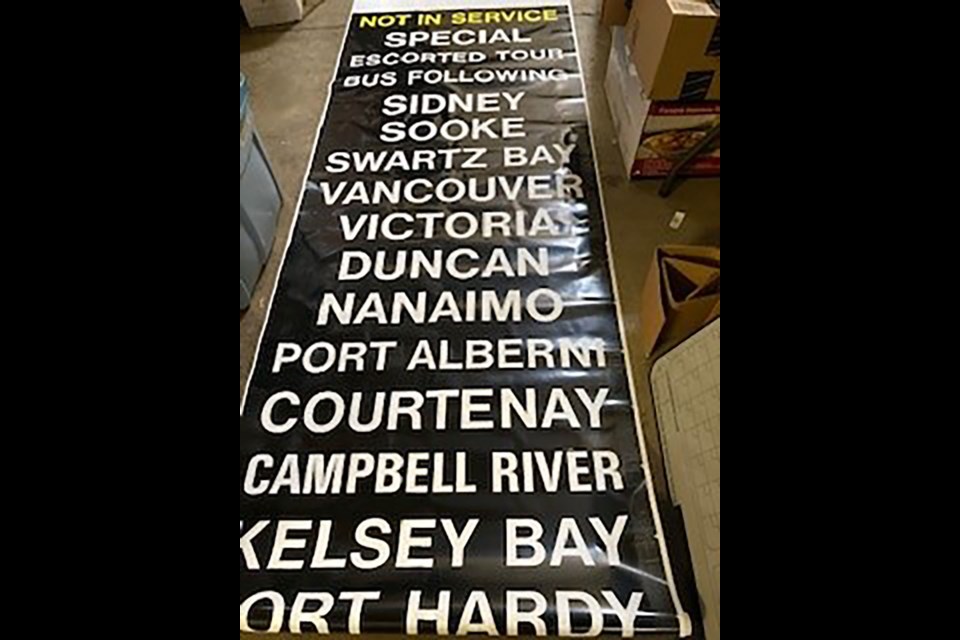 NOT IN SERVICE
SPECIAL
ESCORTED TOUR
BUS FOLLOWING
SIDNEY
SOOKE
SWARTZ BAY
VANCOUVER
VICTORIA
DUNCAN
NANAIMO
PORT ALBERNI
COURTENAY
CAMPBELL RIVER
KELSEY BAY
ORT HARDY